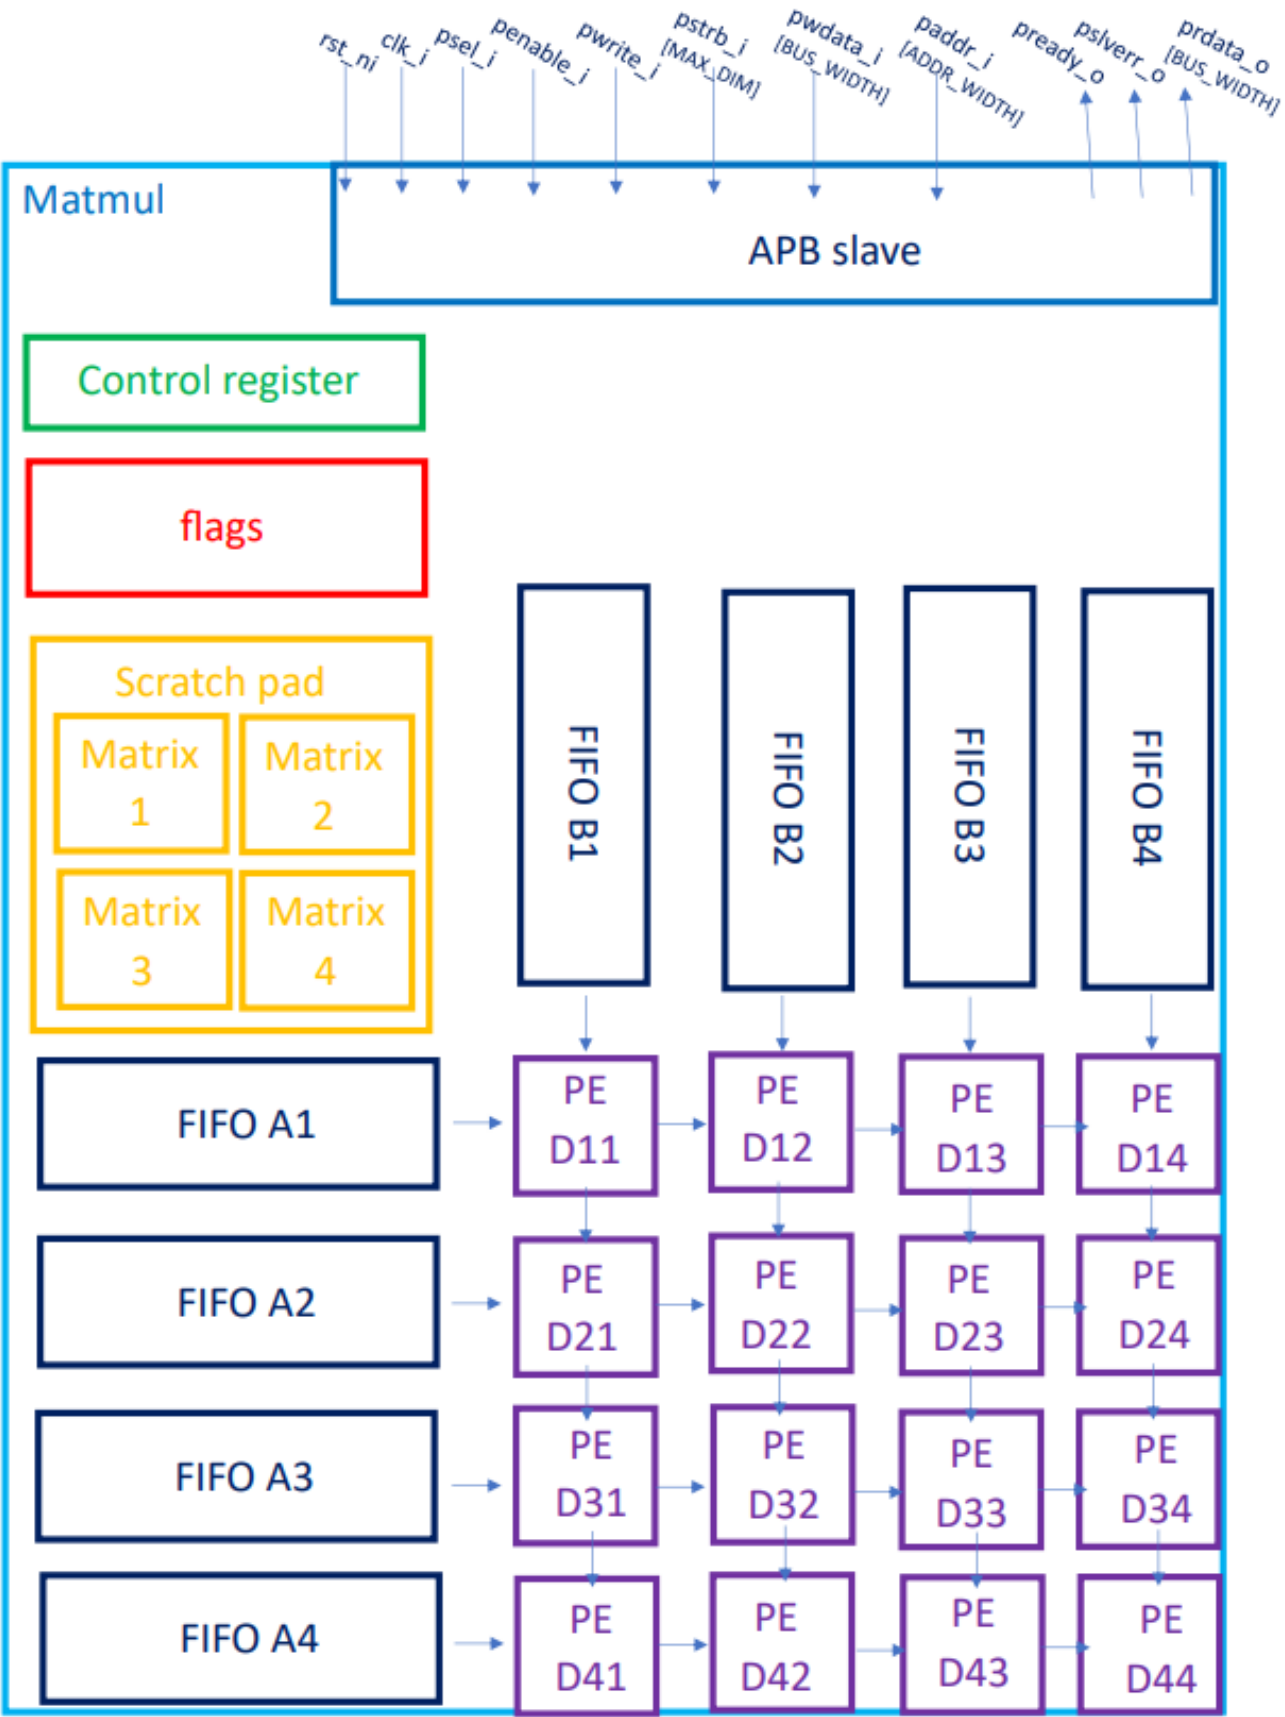 rst_ni
clk_i
psel_i
penable_i
pwrite_i
pstrb_i
[MAX_DIM]
pwdata_i
[BUS_WIDTH]
paddr_i
[ADDR_WIDTH]
pready_o
pslverr_o
prdata_o
[BUS_WIDTH]
Matmul
APB slave
Control register
flags
Scratch pad
Matrix
1
Matrix
2
Matrix
3
Matrix
4
FIFO B1
FIFO B2
FIFO B3
FIFO B4
FIFO A1
PE
D11
PE
D12
PE
D13
PE
D14
FIFO A2
PE
D21
PE
D22
PE
D23
PE
D24
FIFO A3
PE
D31
PE
D32
PE
D33
PE
D34
FIFO A4
PE
D41
PE
D42
PE
D43
PE
D44